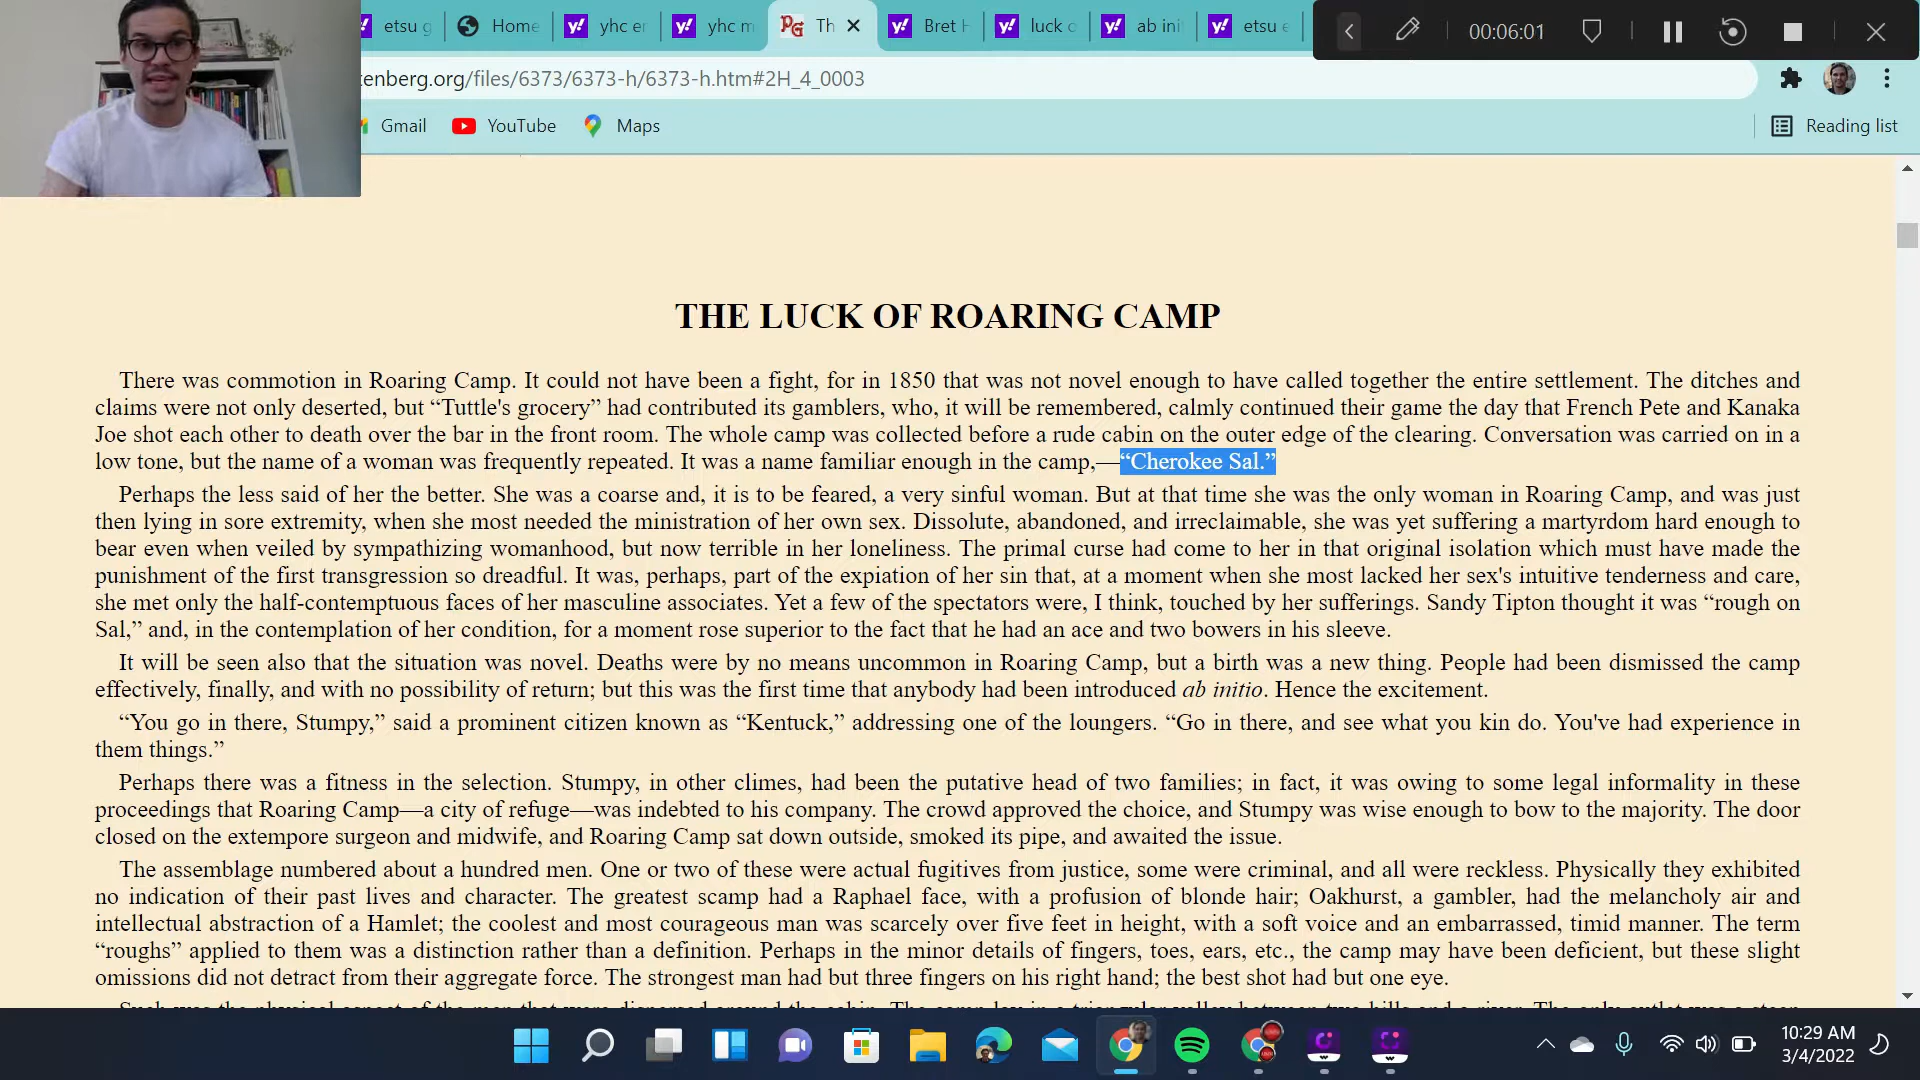 etsu g
Home
yhc er
yhc m
Th
Bret H
luck o
ab init
etsu e
00:06:01
tenberg.org/files/6373/6373-h/6373-h.htm#2H_4_0003
Gmail
YouTube
Maps
Reading list
THE LUCK OF ROARING CAMP
There was commotion in Roaring Camp. It could not have been a fight, for in 1850 that was not novel enough to have called together the entire settlement. The ditches and
claims were not only deserted, but “Tuttle's grocery” had contributed its gamblers, who, it will be remembered, calmly continued their game the day that French Pete and Kanaka
Joe shot each other to death over the bar in the front room. The whole camp was collected before a rude cabin on the outer edge of the clearing. Conversation was carried on in a
low tone, but the name of a woman was frequently repeated. It was a name familiar enough in the camp,—“Cherokee Sal.”
Perhaps the less said of her the better. She was a coarse and, it is to be feared, a very sinful woman. But at that time she was the only woman in Roaring Camp, and was just
then lying in sore extremity, when she most needed the ministration of her own sex. Dissolute, abandoned, and irreclaimable, she was yet suffering a martyrdom hard enough to
bear even when veiled by sympathizing womanhood, but now terrible in her loneliness. The primal curse had come to her in that original isolation which must have made the
punishment of the first transgression so dreadful. It was, perhaps, part of the expiation of her sin that, at a moment when she most lacked her sex's intuitive tenderness and care,
she met only the half-contemptuous faces of her masculine associates. Yet a few of the spectators were, I think, touched by her sufferings. Sandy Tipton thought it was “rough on
Sal,” and, in the contemplation of her condition, for a moment rose superior to the fact that he had an ace and two bowers in his sleeve.
It will be seen also that the situation was novel. Deaths were by no means uncommon in Roaring Camp, but a birth was a new thing. People had been dismissed the camp
effectively, finally, and with no possibility of return; but this was the first time that anybody had been introduced ab initio. Hence the excitement.
“You go in there, Stumpy,” said a prominent citizen known as “Kentuck,” addressing one of the loungers. “Go in there, and see what you kin do. You've had experience in
them things.”
Perhaps there was a fitness in the selection. Stumpy, in other climes, had been the putative head of two families; in fact, it was owing to some legal informality in these
proceedings that Roaring Camp—a city of refuge—was indebted to his company. The crowd approved the choice, and Stumpy was wise enough to bow to the majority. The door
closed on the extempore surgeon and midwife, and Roaring Camp sat down outside, smoked its pipe, and awaited the issue.
The assemblage numbered about a hundred men. One or two of these were actual fugitives from justice, some were criminal, and all were reckless. Physically they exhibited
no indication of their past lives and character. The greatest scamp had a Raphael face, with a profusion of blonde hair; Oakhurst, a gambler, had the melancholy air and
intellectual abstraction of a Hamlet; the coolest and most courageous man was scarcely over five feet in height, with a soft voice and an embarrassed, timid manner. The term
“roughs” applied to them was a distinction rather than a definition. Perhaps in the minor details of fingers, toes, ears, etc., the camp may have been deficient, but these slight
omissions did not detract from their aggregate force. The strongest man had but three fingers on his right hand; the best shot had but one eye.
10:29 AM
3/4/2022